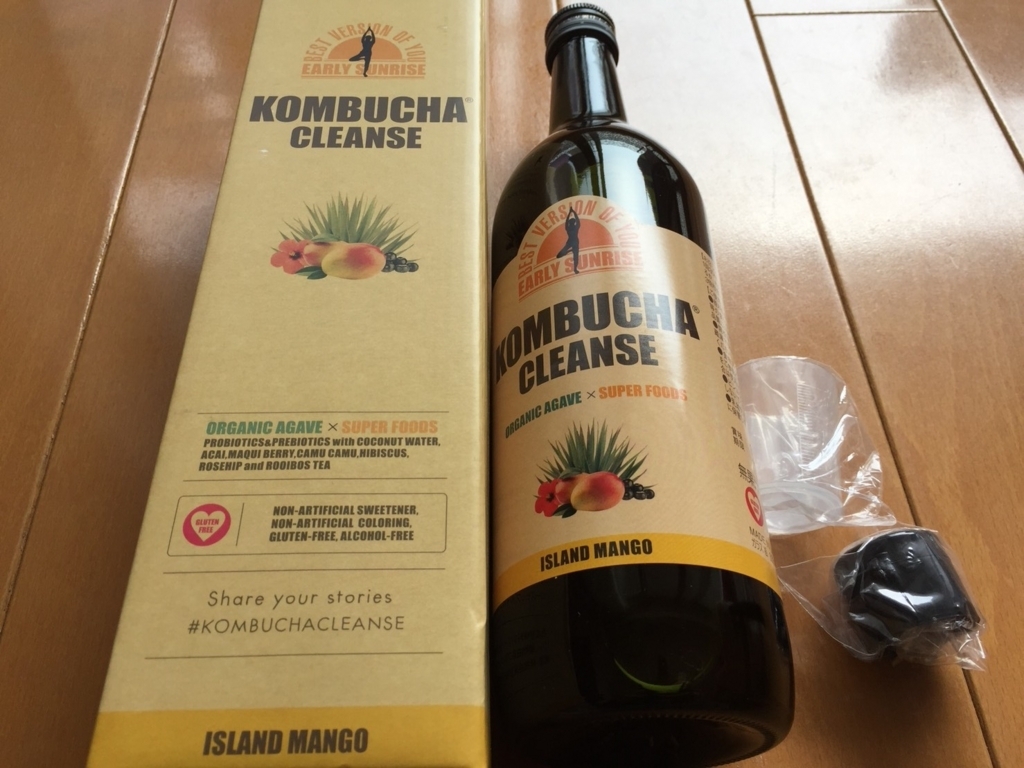 BEST VERSION OF YOU
EARLY SUNRISE
KOMBUCHA®
CLEANSE
ORGANIC AGAVE × SUPER FOODS
PROBIOTICS&PREBIOTICS with COCONUT WATER,
ACAI,MAQUI BERRY,CAMU CAMU,HIBISCUS,
ROSEHIP and ROOIBOS TEA
GLUTEN
FREE
NON-ARTIFICIAL SWEETENER,
NON-ARTIFICIAL COLORING,
GLUTEN-FREE, ALCOHOL-FREE
Share your stories
#KOMBUCHACLEANSE
ISLAND MANGO
BEST VERSION OF YOU
EARLY SUNRISE
KOMBUCHA®
CLEANSE
ORGANIC AGAVE × SUPER FOODS
ISLAND MANGO